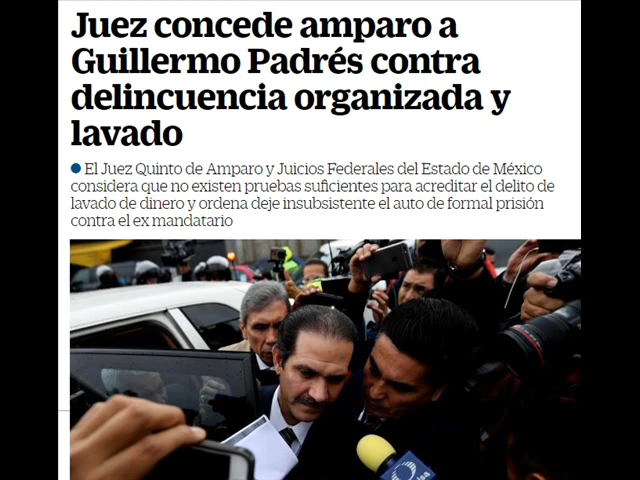 Juez concede amparo a
Guillermo Padrés contra
delincuencia organizada y
lavado
El Juez Quinto de Amparo y Juicios Federales del Estado de México
considera que no existen pruebas suficientes para acreditar el delito de
lavado de dinero y ordena deje insubsistente el auto de formal prisión
contra el ex mandatario